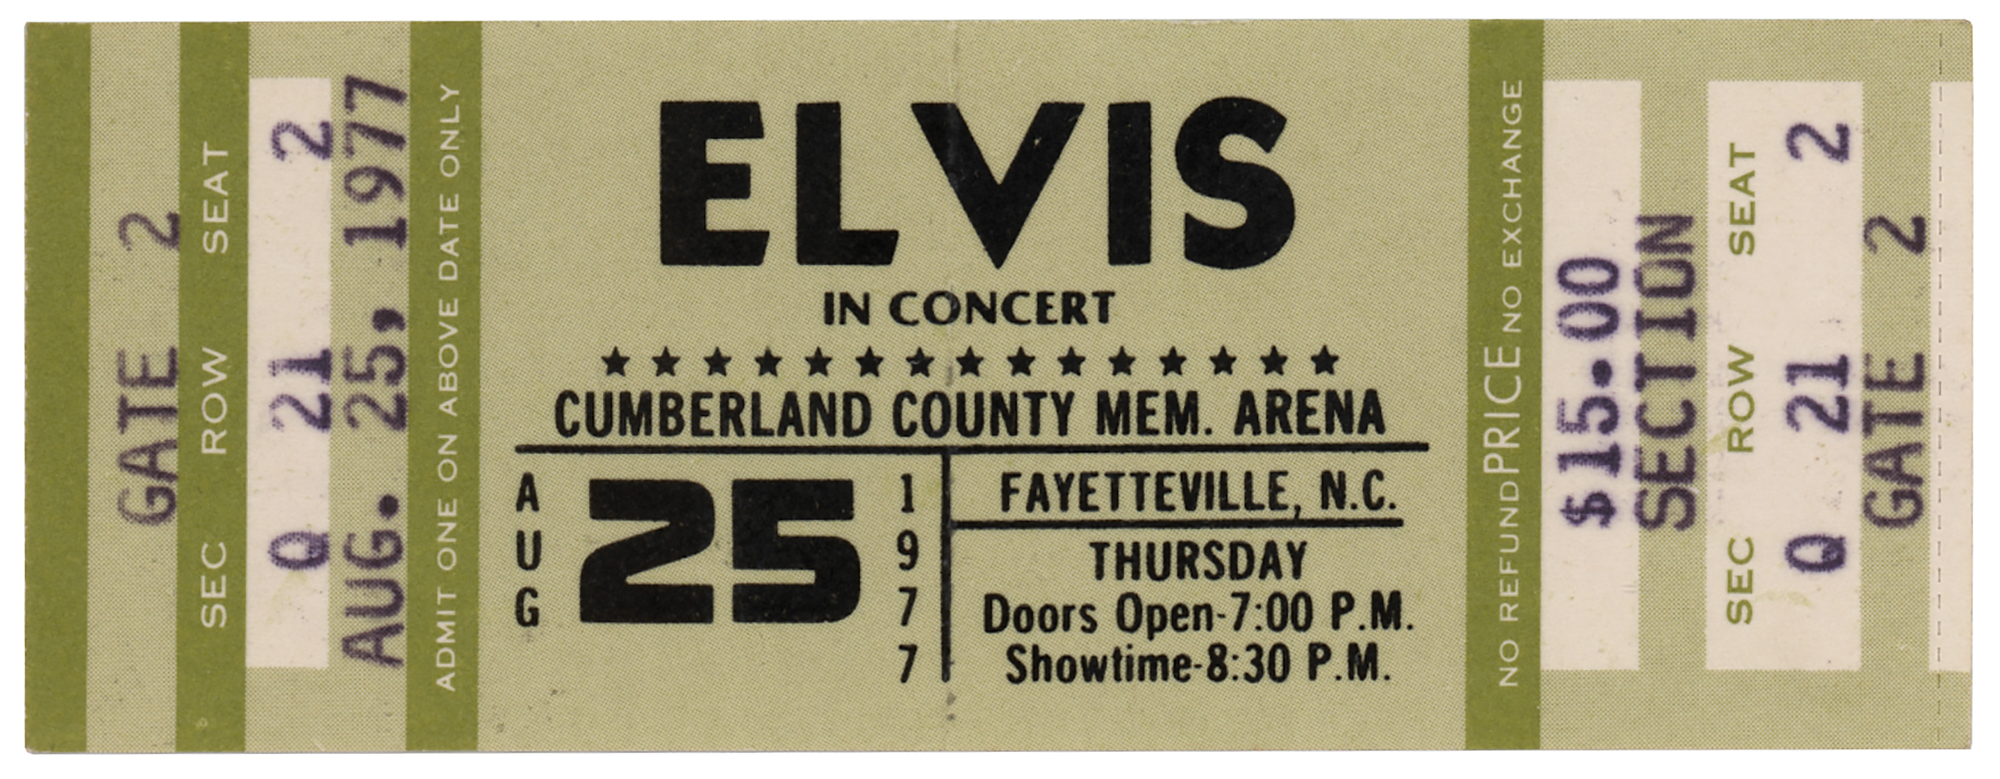 GATE 2
SEC ROW SEAT
Q 21 2
AUG. 25, 1977
ADMIT ONE ON ABOVE DATE ONLY
ELVIS
IN CONCERT
★★★★★★★★★★★★★★★
CUMBERLAND COUNTY MEM. ARENA
AUG 25 1977
FAYETTEVILLE, N.C.
THURSDAY
Doors Open-7:00 P.M.
Showtime-8:30 P.M.
NO REFUND PRICE NO EXCHANGE
$15.00
SECTION
SEC ROW SEAT
Q 21 2
GATE 2